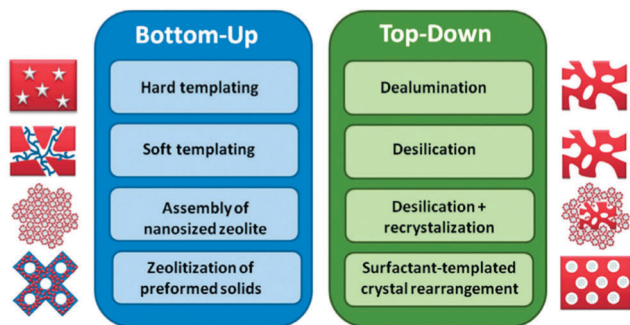 Bottom-Up
Hard templating
Soft templating
Assembly of
nanosized zeolite
Zeolitization of
preformed solids
Top-Down
Dealumination
Desilication
Desilication +
recrystalization
Surfactant-templated
crystal rearrangement